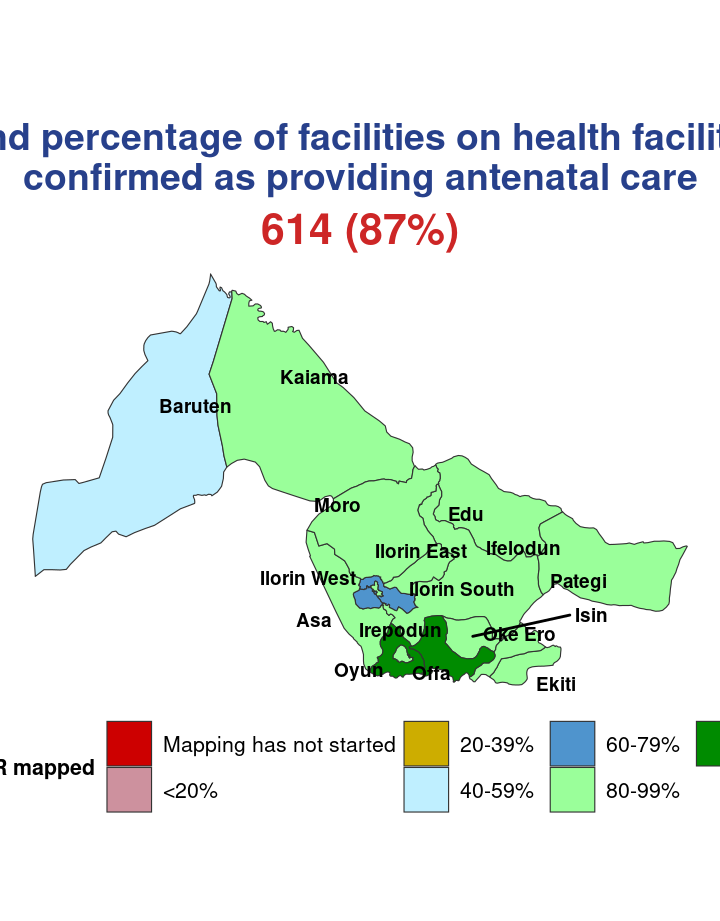 percentage of facilities on health
confirmed as providing antenatal care
614 (87%)
Kaiama
Baruten
Moro
Edu
Ilorin East
Ifelodun
Ilorin West
Ilorin South
Pategi
Isin
Asa
Irepodun
Oke Ero
Oyun
Offa
Ekiti
mapped
Mapping has not started
20-39%
60-79%
<20%
40-59%
80-99%